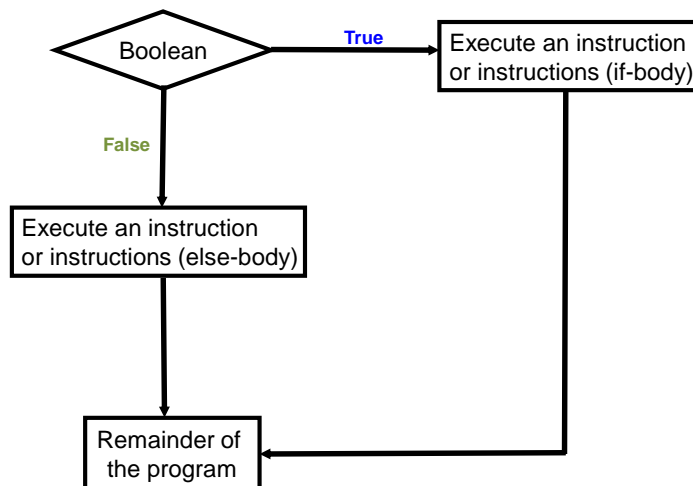 Boolean
True
Execute an instruction
or instructions (if-body)
False
Execute an instruction
or instructions (else-body)
Remainder of
the program